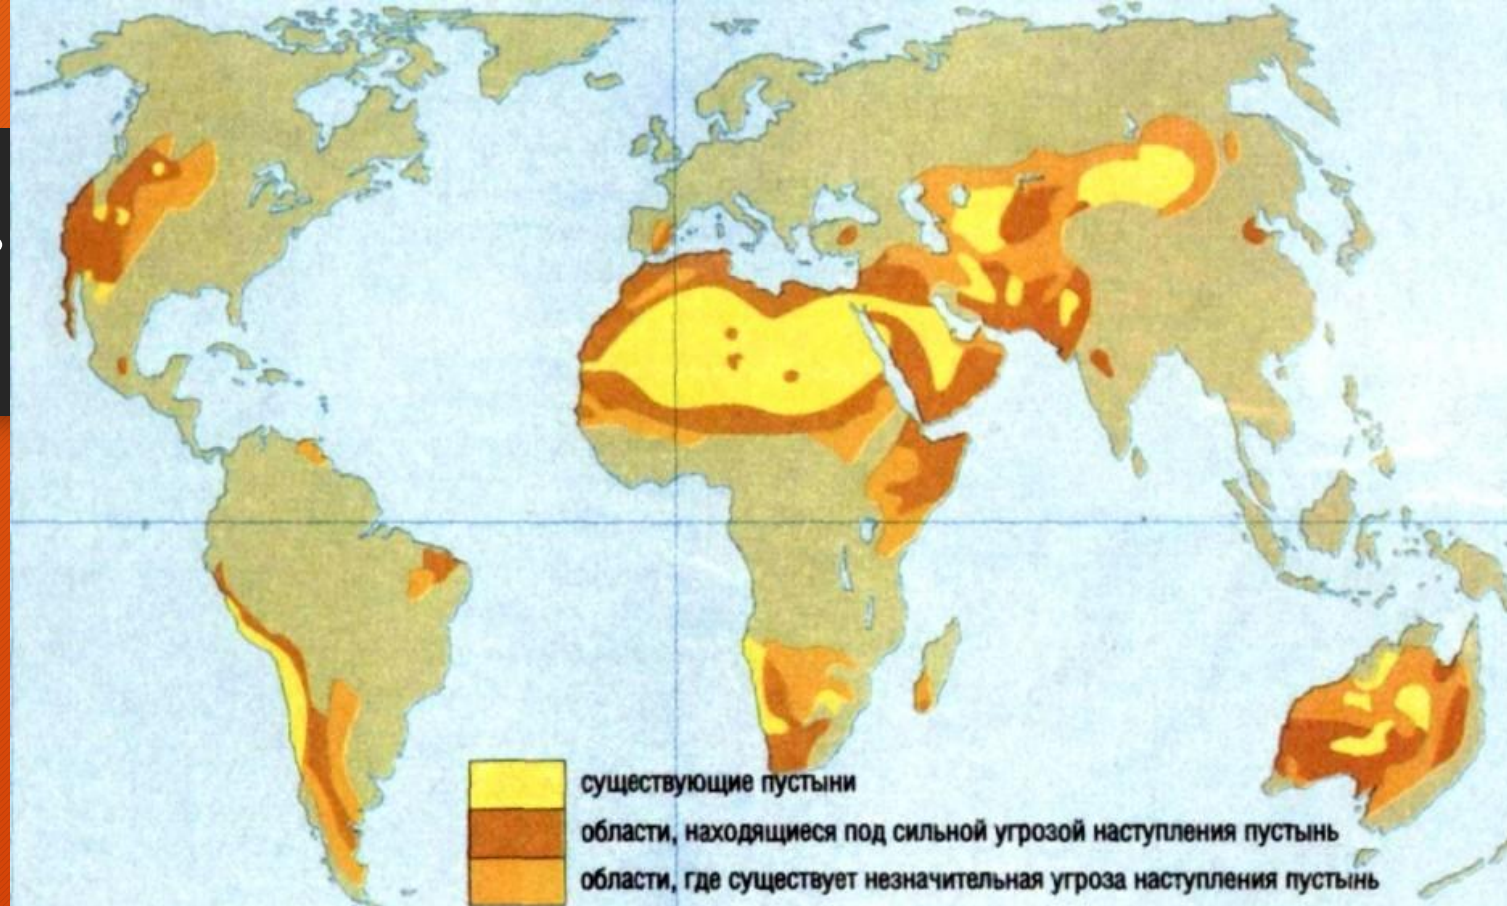 существующие пустыни
области, находящиеся под сильной угрозой наступления пустынь
области, где существует незначительная угроза наступления пустынь